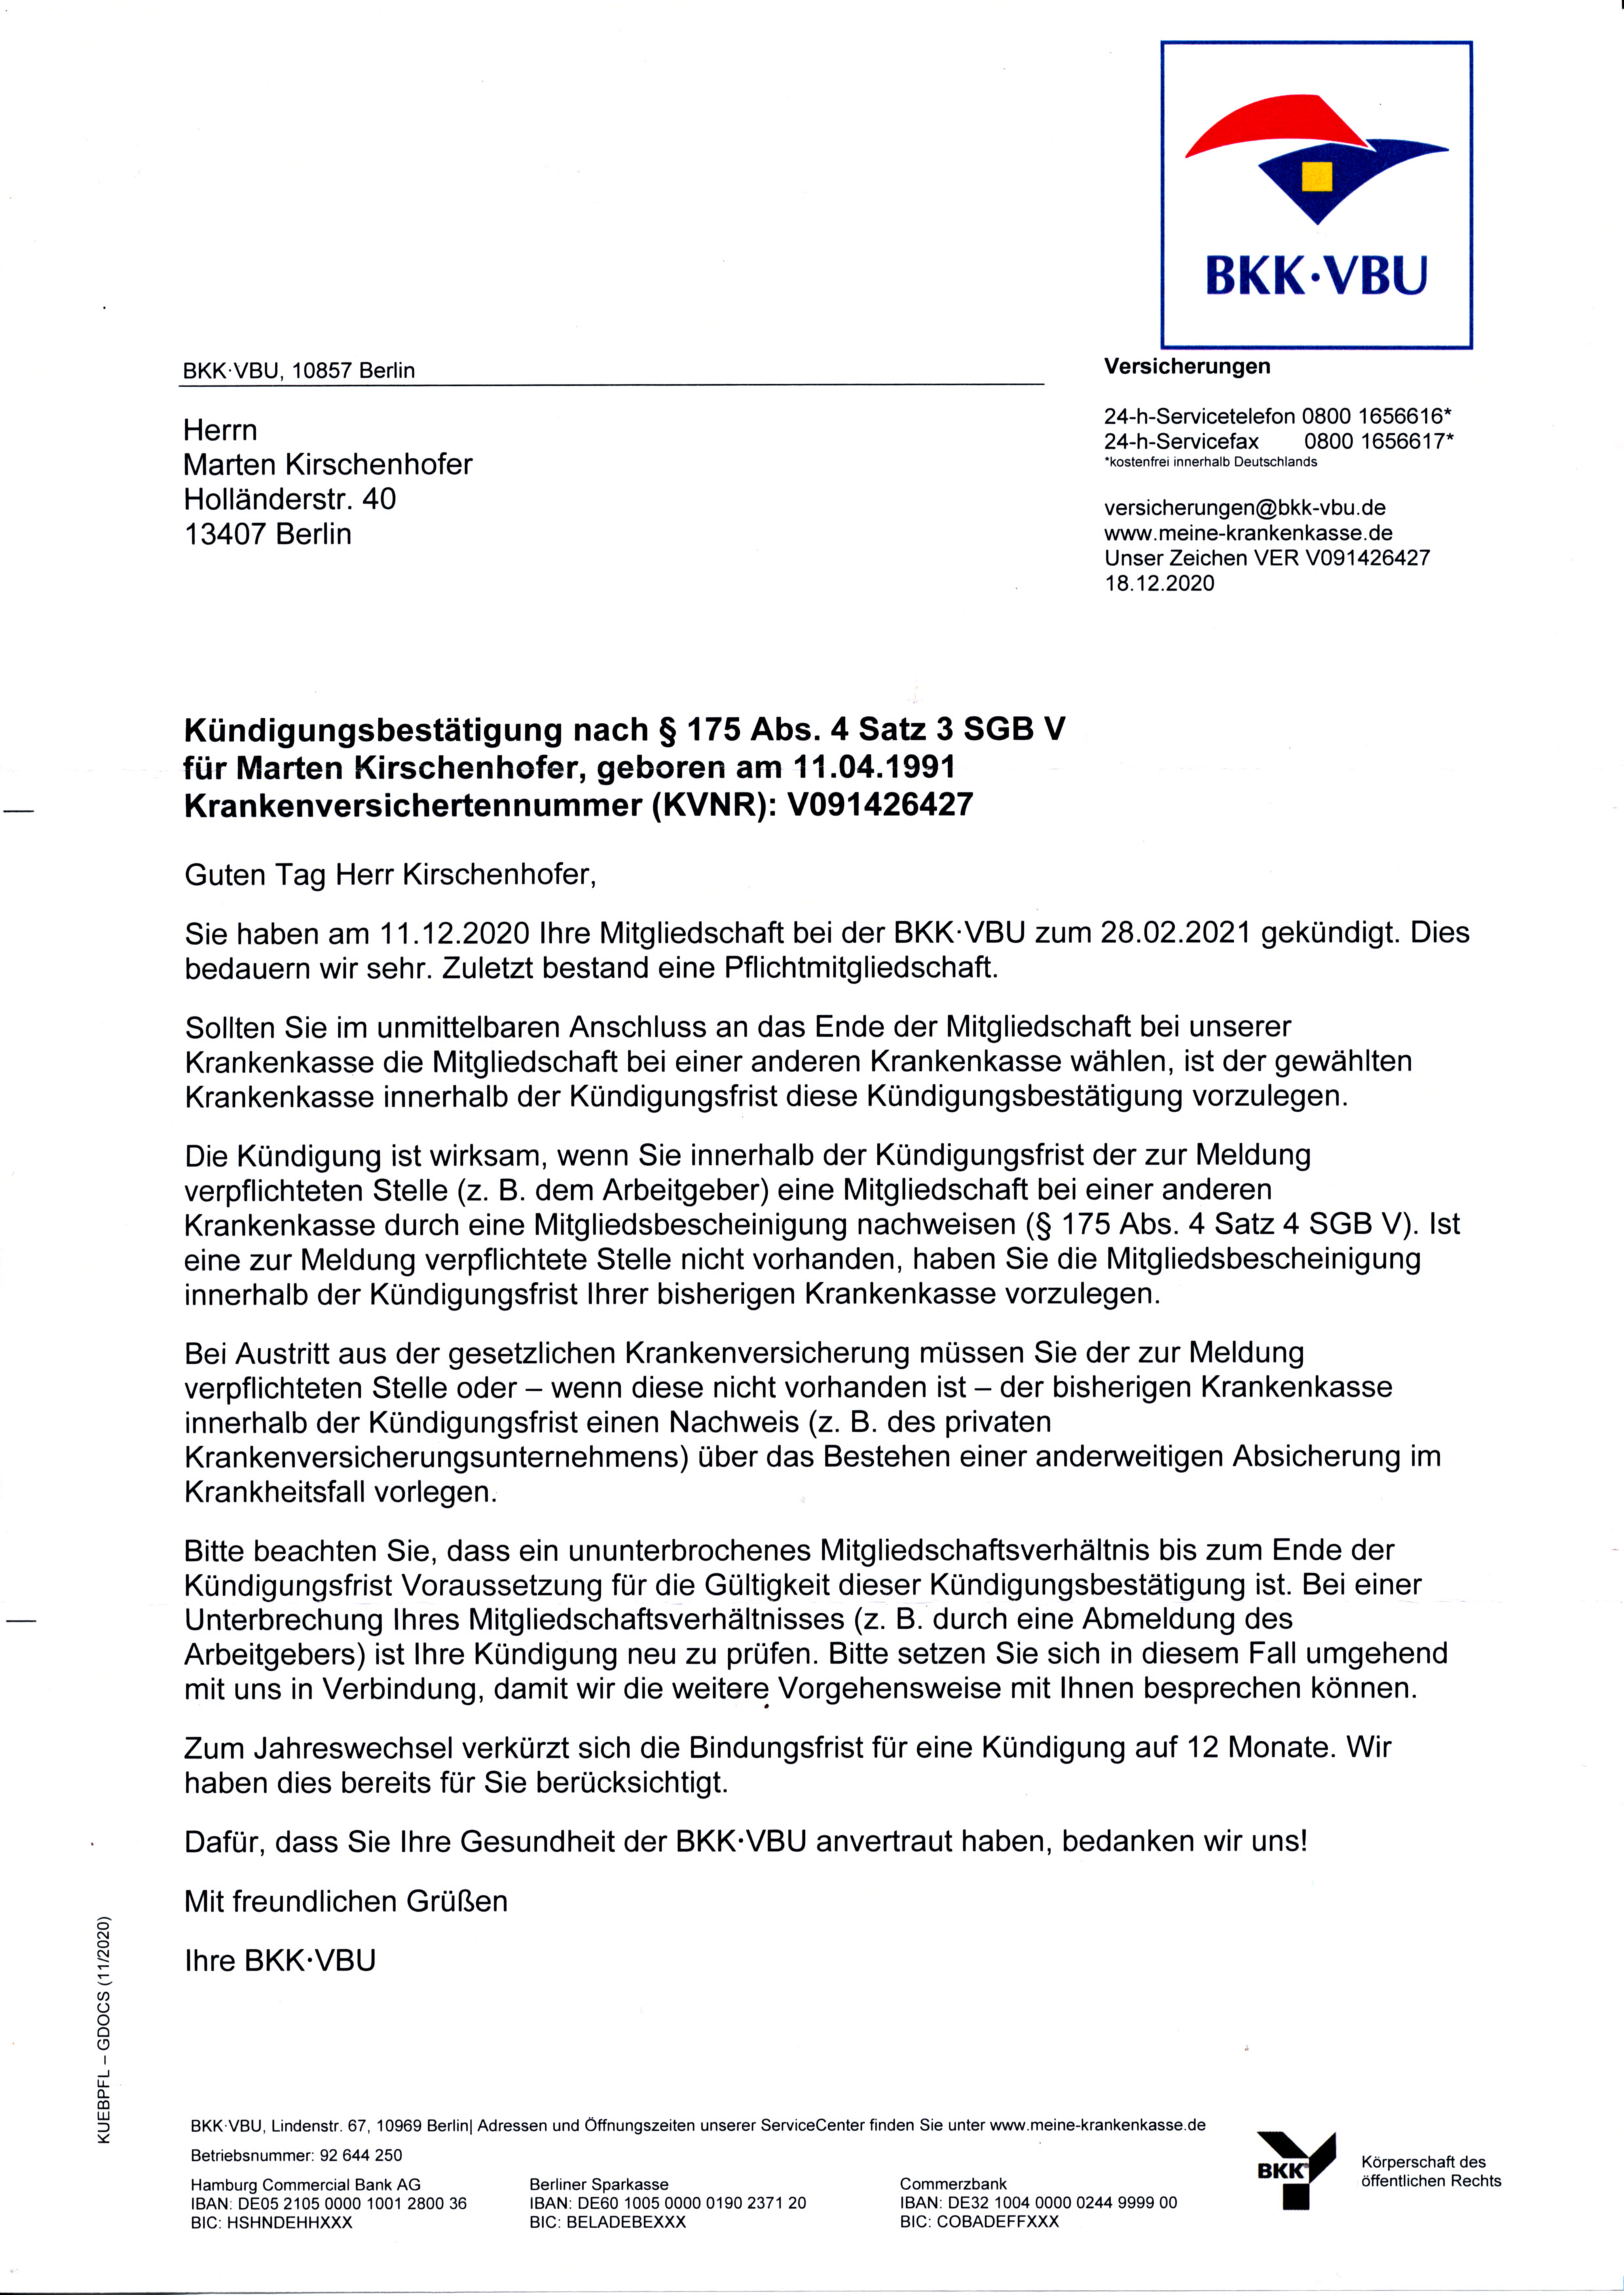 BKK·VBU
BKK·VBU, 10857 Berlin
Herrn
Marten Kirschenhofer
Holländerstr. 40
13407 Berlin
Versicherungen
24-h-Servicetelefon 0800 1656616*
24-h-Servicefax 0800 1656617*
*kostenfrei innerhalb Deutschlands
versicherungen@bkk-vbu.de
www.meine-krankenkasse.de
Unser Zeichen VER V091426427
18.12.2020
Kündigungsbestätigung nach § 175 Abs. 4 Satz 3 SGB V
für Marten Kirschenhofer, geboren am 11.04.1991
Krankenversichertennummer (KVNR): V091426427
Guten Tag Herr Kirschenhofer,
Sie haben am 11.12.2020 Ihre Mitgliedschaft bei der BKK·VBU zum 28.02.2021 gekündigt. Dies
bedauern wir sehr. Zuletzt bestand eine Pflichtmitgliedschaft.
Sollten Sie im unmittelbaren Anschluss an das Ende der Mitgliedschaft bei unserer
Krankenkasse die Mitgliedschaft bei einer anderen Krankenkasse wählen, ist der gewählten
Krankenkasse innerhalb der Kündigungsfrist diese Kündigungsbestätigung vorzulegen.
Die Kündigung ist wirksam, wenn Sie innerhalb der Kündigungsfrist der zur Meldung
verpflichteten Stelle (z. B. dem Arbeitgeber) eine Mitgliedschaft bei einer anderen
Krankenkasse durch eine Mitgliedsbescheinigung nachweisen (§ 175 Abs. 4 Satz 4 SGB V). Ist
eine zur Meldung verpflichtete Stelle nicht vorhanden, haben Sie die Mitgliedsbescheinigung
innerhalb der Kündigungsfrist Ihrer bisherigen Krankenkasse vorzulegen.
Bei Austritt aus der gesetzlichen Krankenversicherung müssen Sie der zur Meldung
verpflichteten Stelle oder – wenn diese nicht vorhanden ist – der bisherigen Krankenkasse
innerhalb der Kündigungsfrist einen Nachweis (z. B. des privaten
Krankenversicherungsunternehmens) über das Bestehen einer anderweitigen Absicherung im
Krankheitsfall vorlegen.
Bitte beachten Sie, dass ein ununterbrochenes Mitgliedschaftsverhältnis bis zum Ende der
Kündigungsfrist Voraussetzung für die Gültigkeit dieser Kündigungsbestätigung ist. Bei einer
Unterbrechung Ihres Mitgliedschaftsverhältnisses (z. B. durch eine Abmeldung des
Arbeitgebers) ist Ihre Kündigung neu zu prüfen. Bitte setzen Sie sich in diesem Fall umgehend
mit uns in Verbindung, damit wir die weitere Vorgehensweise mit Ihnen besprechen können.
Zum Jahreswechsel verkürzt sich die Bindungsfrist für eine Kündigung auf 12 Monate. Wir
haben dies bereits für Sie berücksichtigt.
Dafür, dass Sie Ihre Gesundheit der BKK·VBU anvertraut haben, bedanken wir uns!
Mit freundlichen Grüßen
Ihre BKK·VBU
KUEBPFL – GDOCS (11/2020)
BKK·VBU, Lindenstr. 67, 10969 Berlin| Adressen und Öffnungszeiten unserer ServiceCenter finden Sie unter www.meine-krankenkasse.de
Betriebsnummer: 92 644 250
Hamburg Commercial Bank AG
IBAN: DE05 2105 0000 1001 2800 36
BIC: HSHNDEHHXXX
Berliner Sparkasse
IBAN: DE60 1005 0000 0190 2371 20
BIC: BELADEBEXXX
Commerzbank
IBAN: DE32 1004 0000 0244 9999 00
BIC: COBADEFFXXX
BKK
Körperschaft des
öffentlichen Rechts